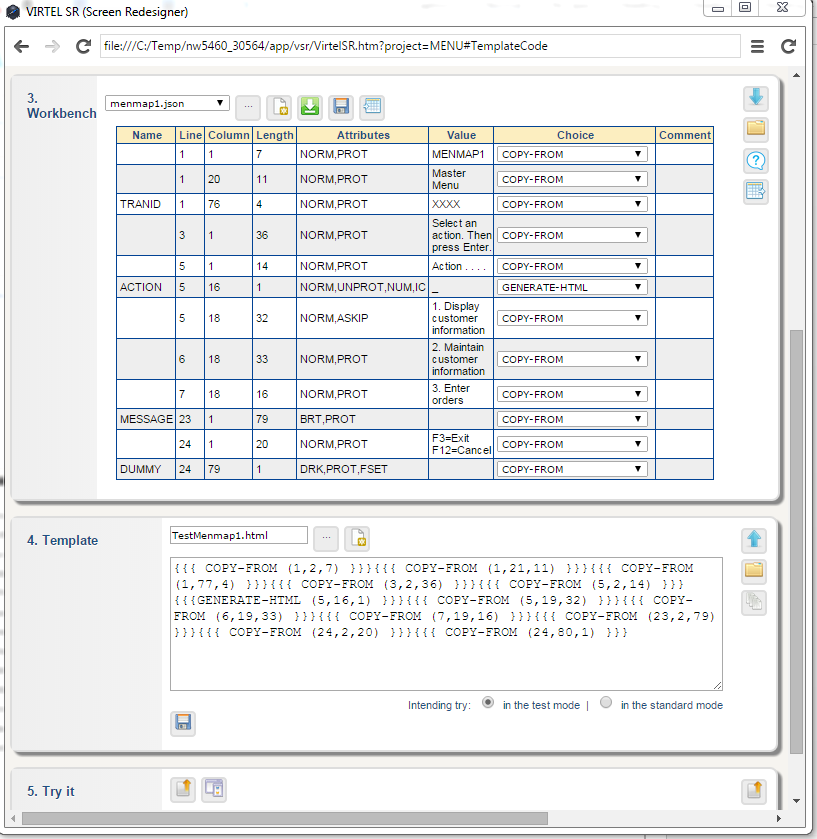 VIRTEL SR (Screen Redesigner)
file:///C:/Temp/nw5460_30564/app/vsr/VirtelSR.htm?project=MENU#TemplateCode
3.
Workbench
menmap1.json
...
Name Line Column Length Attributes Value Choice Comment
1 1 7 NORM,PROT MENMAP1 COPY-FROM
1 20 11 NORM,PROT Master
Menu COPY-FROM
TRANID 1 76 4 NORM,PROT XXXX COPY-FROM
3 1 36 NORM,PROT Select an
action. Then
press Enter. COPY-FROM
5 1 14 NORM,PROT Action . . . . COPY-FROM
ACTION 5 16 1 NORM,UNPROT,NUM,IC _ GENERATE-HTML
5 18 32 NORM,ASKIP 1. Display
customer
information COPY-FROM
6 18 33 NORM,PROT 2. Maintain
customer
information COPY-FROM
7 18 16 NORM,PROT 3. Enter
orders COPY-FROM
MESSAGE 23 1 79 BRT,PROT COPY-FROM
24 1 20 NORM,PROT F3=Exit
F12=Cancel COPY-FROM
DUMMY 24 79 1 DRK,PROT,FSET COPY-FROM
4. Template
TestMenmap1.html
...
{{{ COPY-FROM (1,2,7) }}}{{{ COPY-FROM (1,21,11) }}}{{{ COPY-FROM
(1,77,4) }}}{{{ COPY-FROM (3,2,36) }}}{{{ COPY-FROM (5,2,14) }}}
{{{GENERATE-HTML (5,16,1) }}}{{{ COPY-FROM (5,19,32) }}}{{{ COPY-
FROM (6,19,33) }}}{{{ COPY-FROM (7,19,16) }}}{{{ COPY-FROM (23,2,79)
}}}{{{ COPY-FROM (24,2,20) }}}{{{ COPY-FROM (24,80,1) }}}
Intending try: in the test mode | in the standard mode
5. Try it